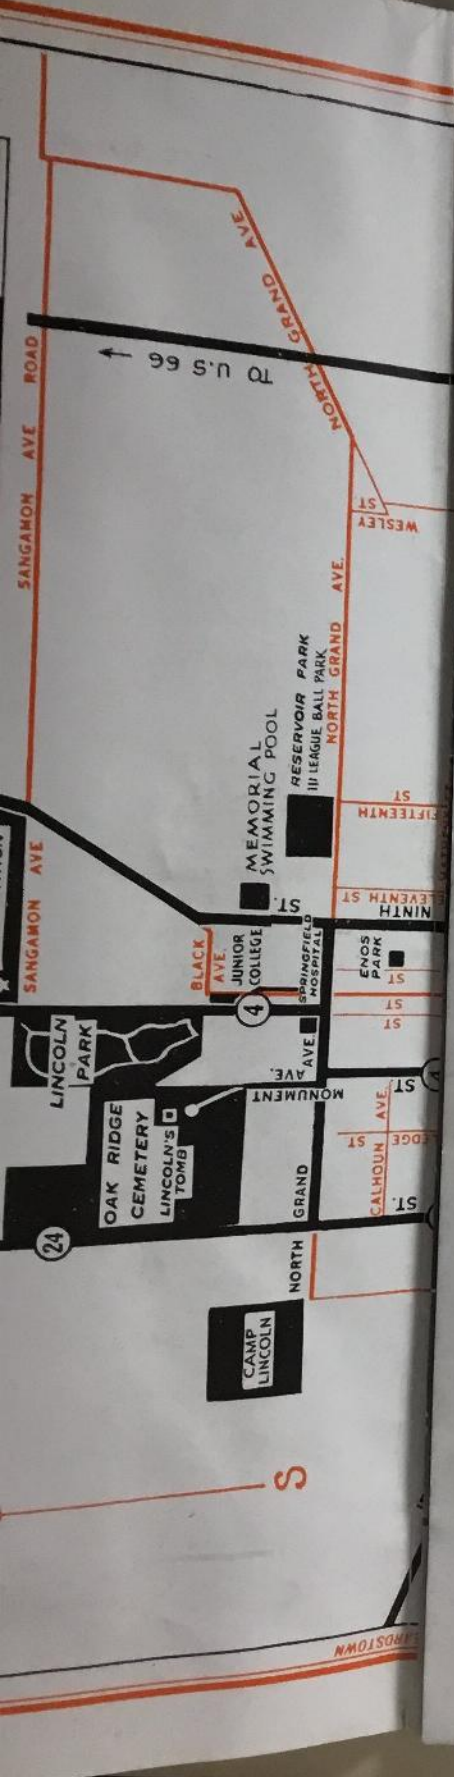 SANGAMON AVE ROAD
SANGAMON AVE
TO U.S 66
NORTH GRAND AVE
NORTH GRAND AVE.
WESLEY ST.
RESERVOIR PARK
III LEAGUE BALL PARK
MEMORIAL
SWIMMING POOL
ST
ST.
NINTH
ELEVENTH ST
BLACK
AVE.
JUNIOR
COLLEGE
SPRINGFIELD
HOSPITAL
ENOS
PARK
ST
ST
ST
4
LINCOLN
PARK
AVE.
MONUMENT AVE.
OAK RIDGE
CEMETERY
LINCOLN'S
TOMB
CALHOUN AVE.
ST.
ST
ST.
NORTH GRAND
24
CAMP
LINCOLN
S